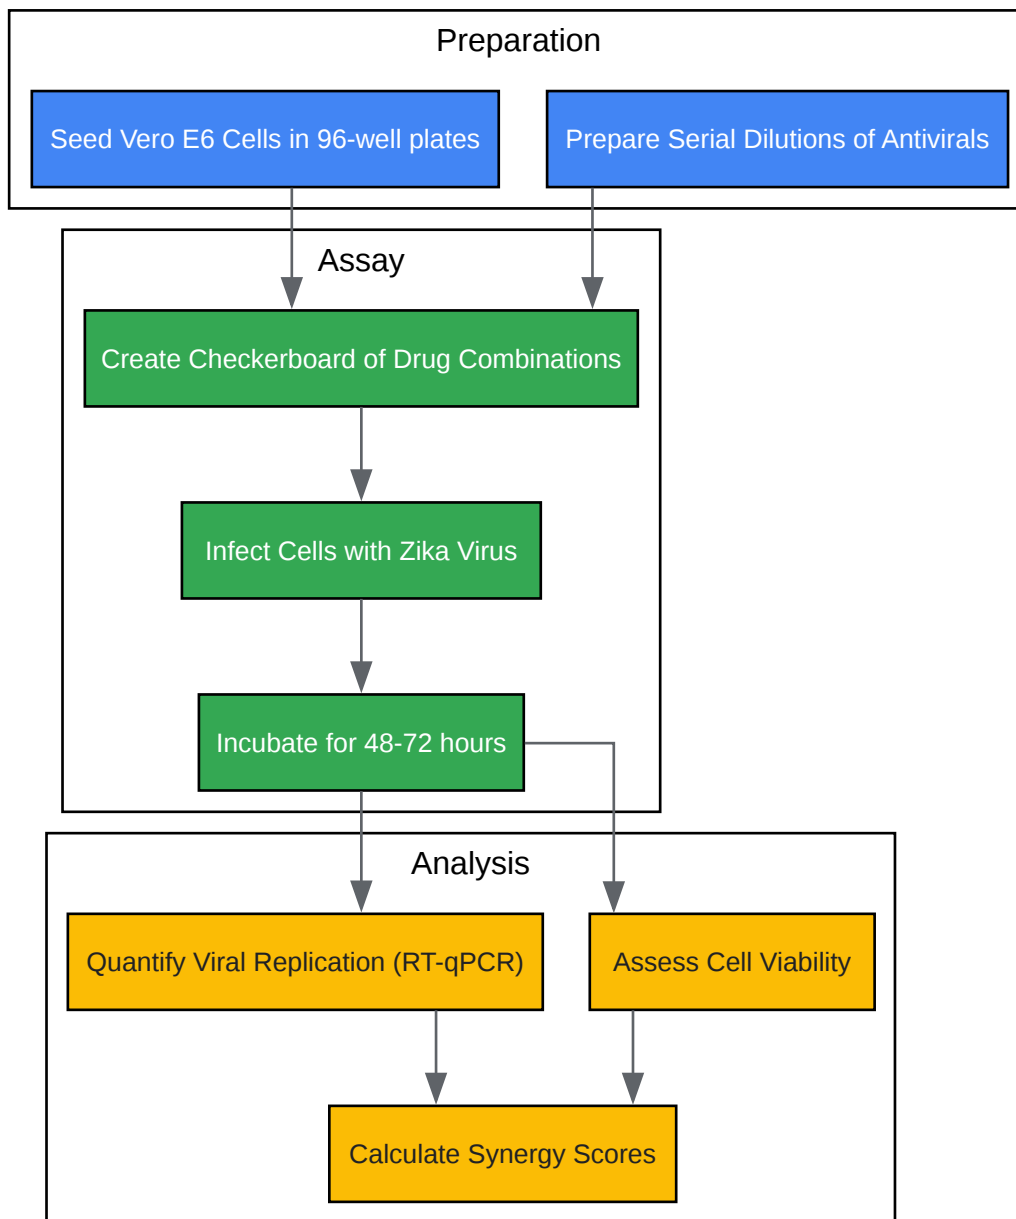 Preparation
Seed Vero E6 Cells in 96-well plates
Prepare Serial Dilutions of Antivirals
Assay
Create Checkerboard of Drug Combinations
Infect Cells with Zika Virus
Incubate for 48-72 hours
Analysis
Quantify Viral Replication (RT-qPCR)
Assess Cell Viability
Calculate Synergy Scores